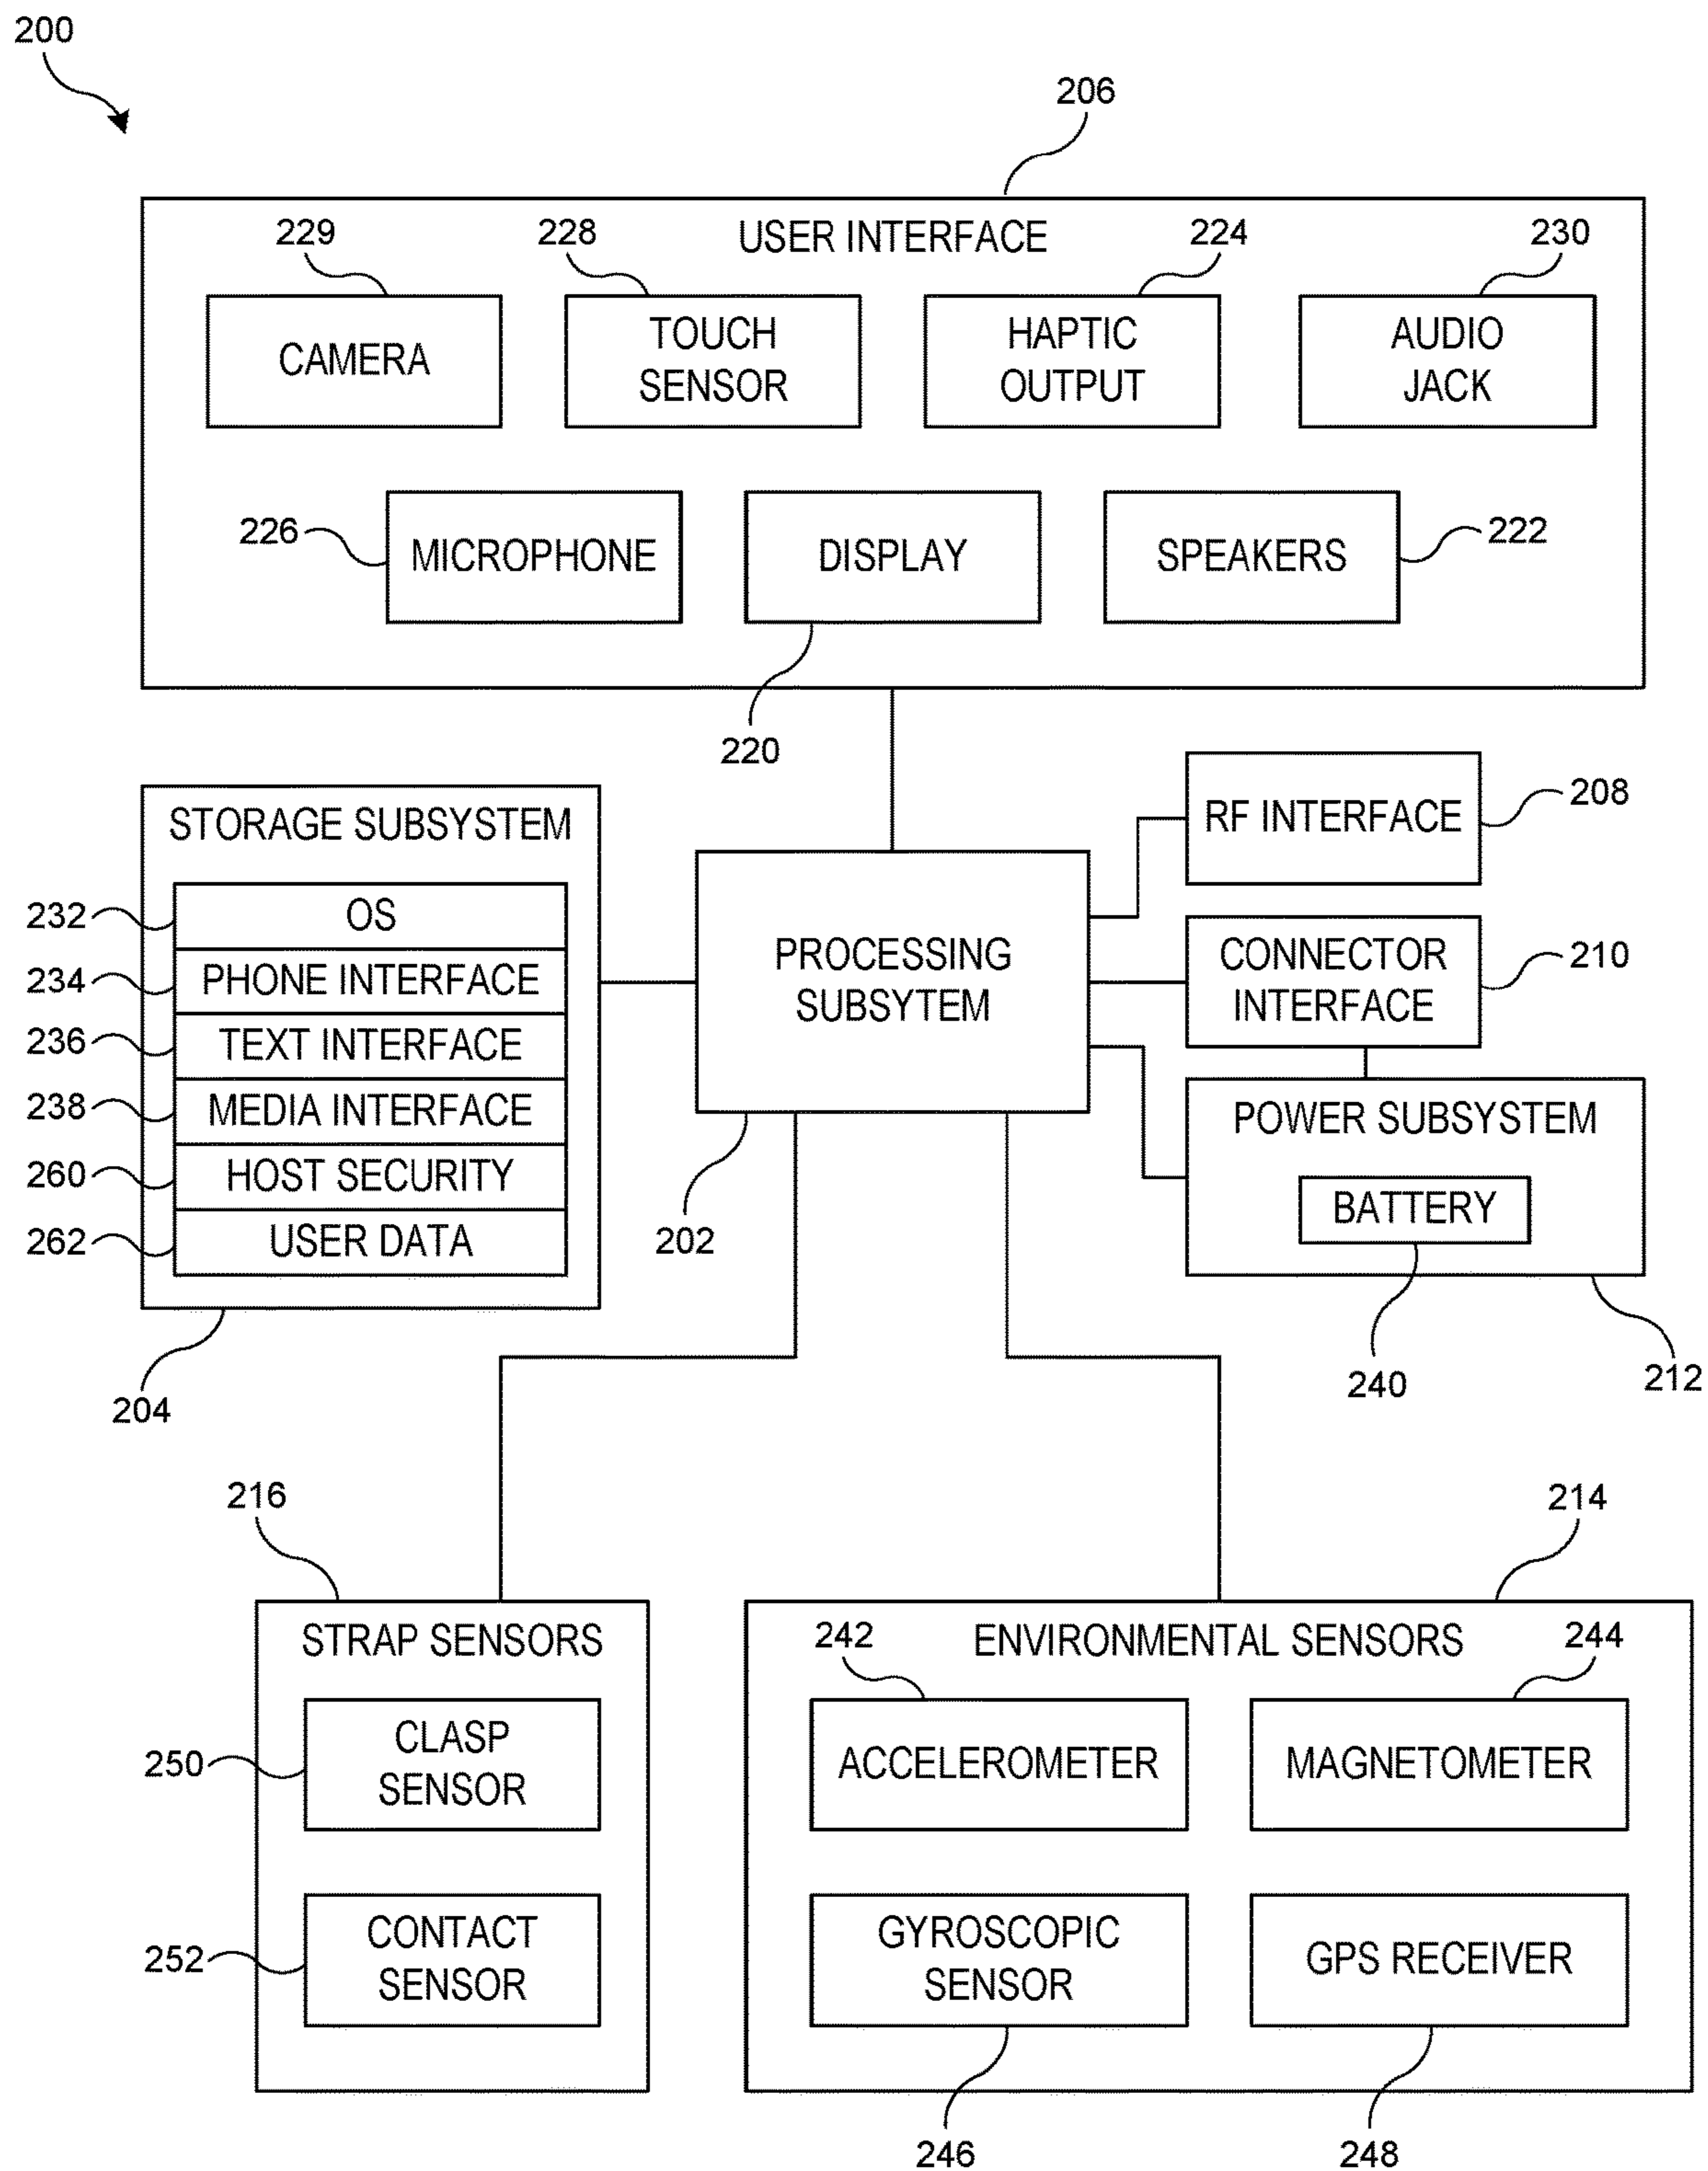 200
206
USER INTERFACE
229
228
224
230
CAMERA
TOUCH
SENSOR
HAPTIC
OUTPUT
AUDIO
JACK
226
MICROPHONE
DISPLAY
SPEAKERS
222
220
STORAGE SUBSYSTEM
232
OS
234
PHONE INTERFACE
236
TEXT INTERFACE
238
MEDIA INTERFACE
260
HOST SECURITY
262
USER DATA
204
PROCESSING
SUBSYTEM
202
RF INTERFACE
208
CONNECTOR
INTERFACE
210
POWER SUBSYSTEM
BATTERY
240
212
216
STRAP SENSORS
250
CLASP
SENSOR
252
CONTACT
SENSOR
214
ENVIRONMENTAL SENSORS
242
244
ACCELEROMETER
MAGNETOMETER
GYROSCOPIC
SENSOR
GPS RECEIVER
246
248